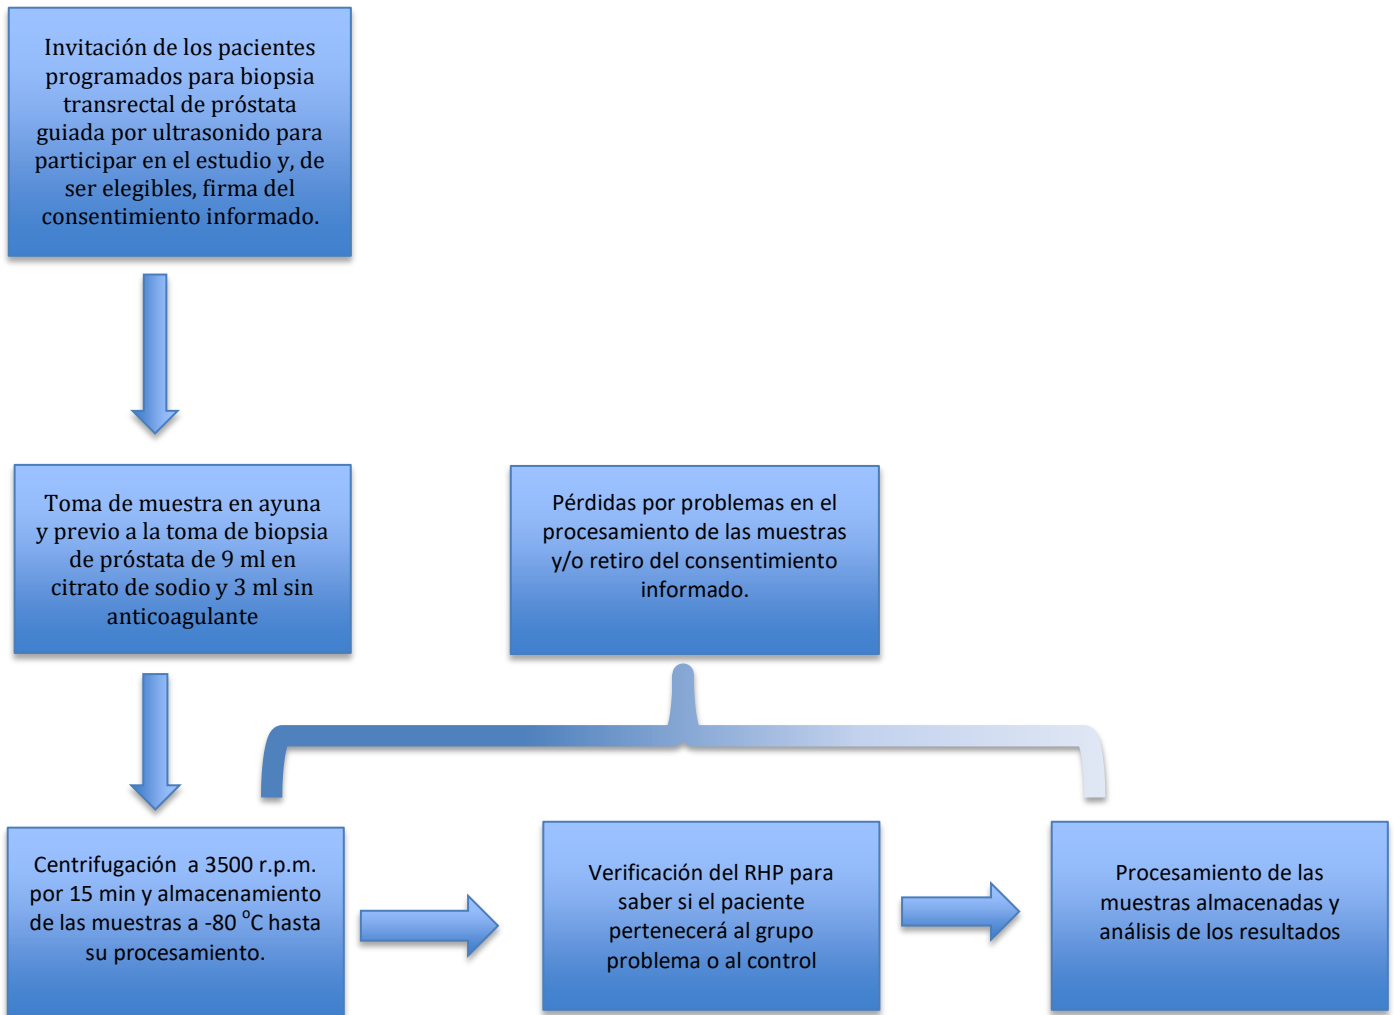 Invitación de los pacientes
programados para biopsia
transrectal de próstata
guiada por ultrasonido para
participar en el estudio y, de
ser elegibles, firma del
consentimiento informado.
Toma de muestra en ayuna
y previo a la toma de biopsia
de próstata de 9 ml en
citrato de sodio y 3 ml sin
anticoagulante
Pérdidas por problemas en el
procesamiento de las muestras
y/o retiro del consentimiento
informado.
Centrifugación a 3500 r.p.m.
por 15 min y almacenamiento
de las muestras a -80 °C hasta
su procesamiento.
Verificación del RHP para
saber si el paciente
pertenecerá al grupo
problema o al control
Procesamiento de las
muestras almacenadas y
análisis de los resultados